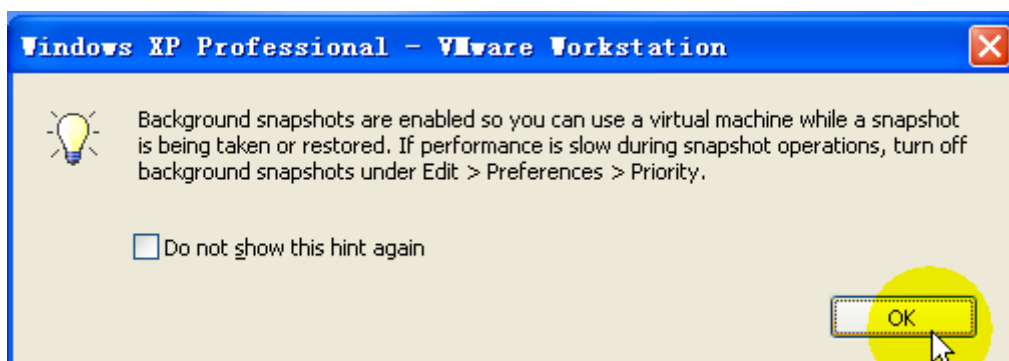 Windows XP Professional - VMware Workstation
Background snapshots are enabled so you can use a virtual machine while a snapshot
is being taken or restored. If performance is slow during snapshot operations, turn off
background snapshots under Edit > Preferences > Priority.
Do not show this hint again
OK